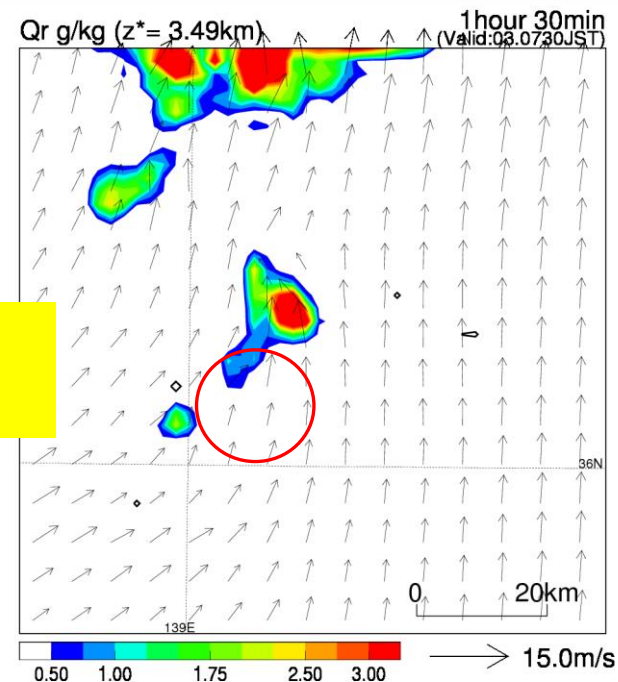 Qr g/kg (z*= 3.49km)
1hour 30min
(Valid:03.0730JST)
36N
139E
0 20km
0.50 1.00 1.75 2.50 3.00
15.0m/s